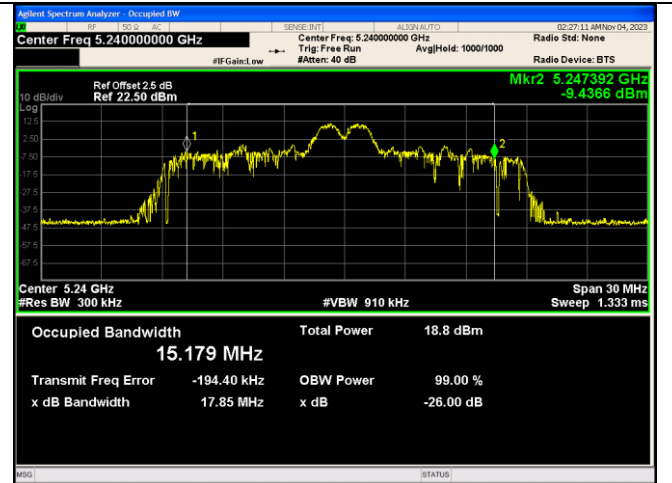 Agilent Spectrum Analyzer - Occupied BW
RF 50 Ω AC SENSE:INT ALIGN AUTO 02:27:11 AM Nov 04, 2023
Center Freq 5.240000000 GHz Center Freq: 5.240000000 GHz Radio Std: None
Trig: Free Run Avg|Hold: 1000/1000
#IFGain:Low #Atten: 40 dB Radio Device: BTS
Mkr2 5.247392 GHz
Ref Offset 2.5 dB
10 dB/div Ref 22.50 dBm -9.4366 dBm
Log
12.5
2.50
-7.50
-17.5
-27.5
-37.5
-47.5
-57.5
-67.5
1
2
Center 5.24 GHz Span 30 MHz
#Res BW 300 kHz #VBW 910 kHz Sweep 1.333 ms
Occupied Bandwidth Total Power 18.8 dBm
15.179 MHz
Transmit Freq Error -194.40 kHz OBW Power 99.00 %
x dB Bandwidth 17.85 MHz x dB -26.00 dB
MSG STATUS